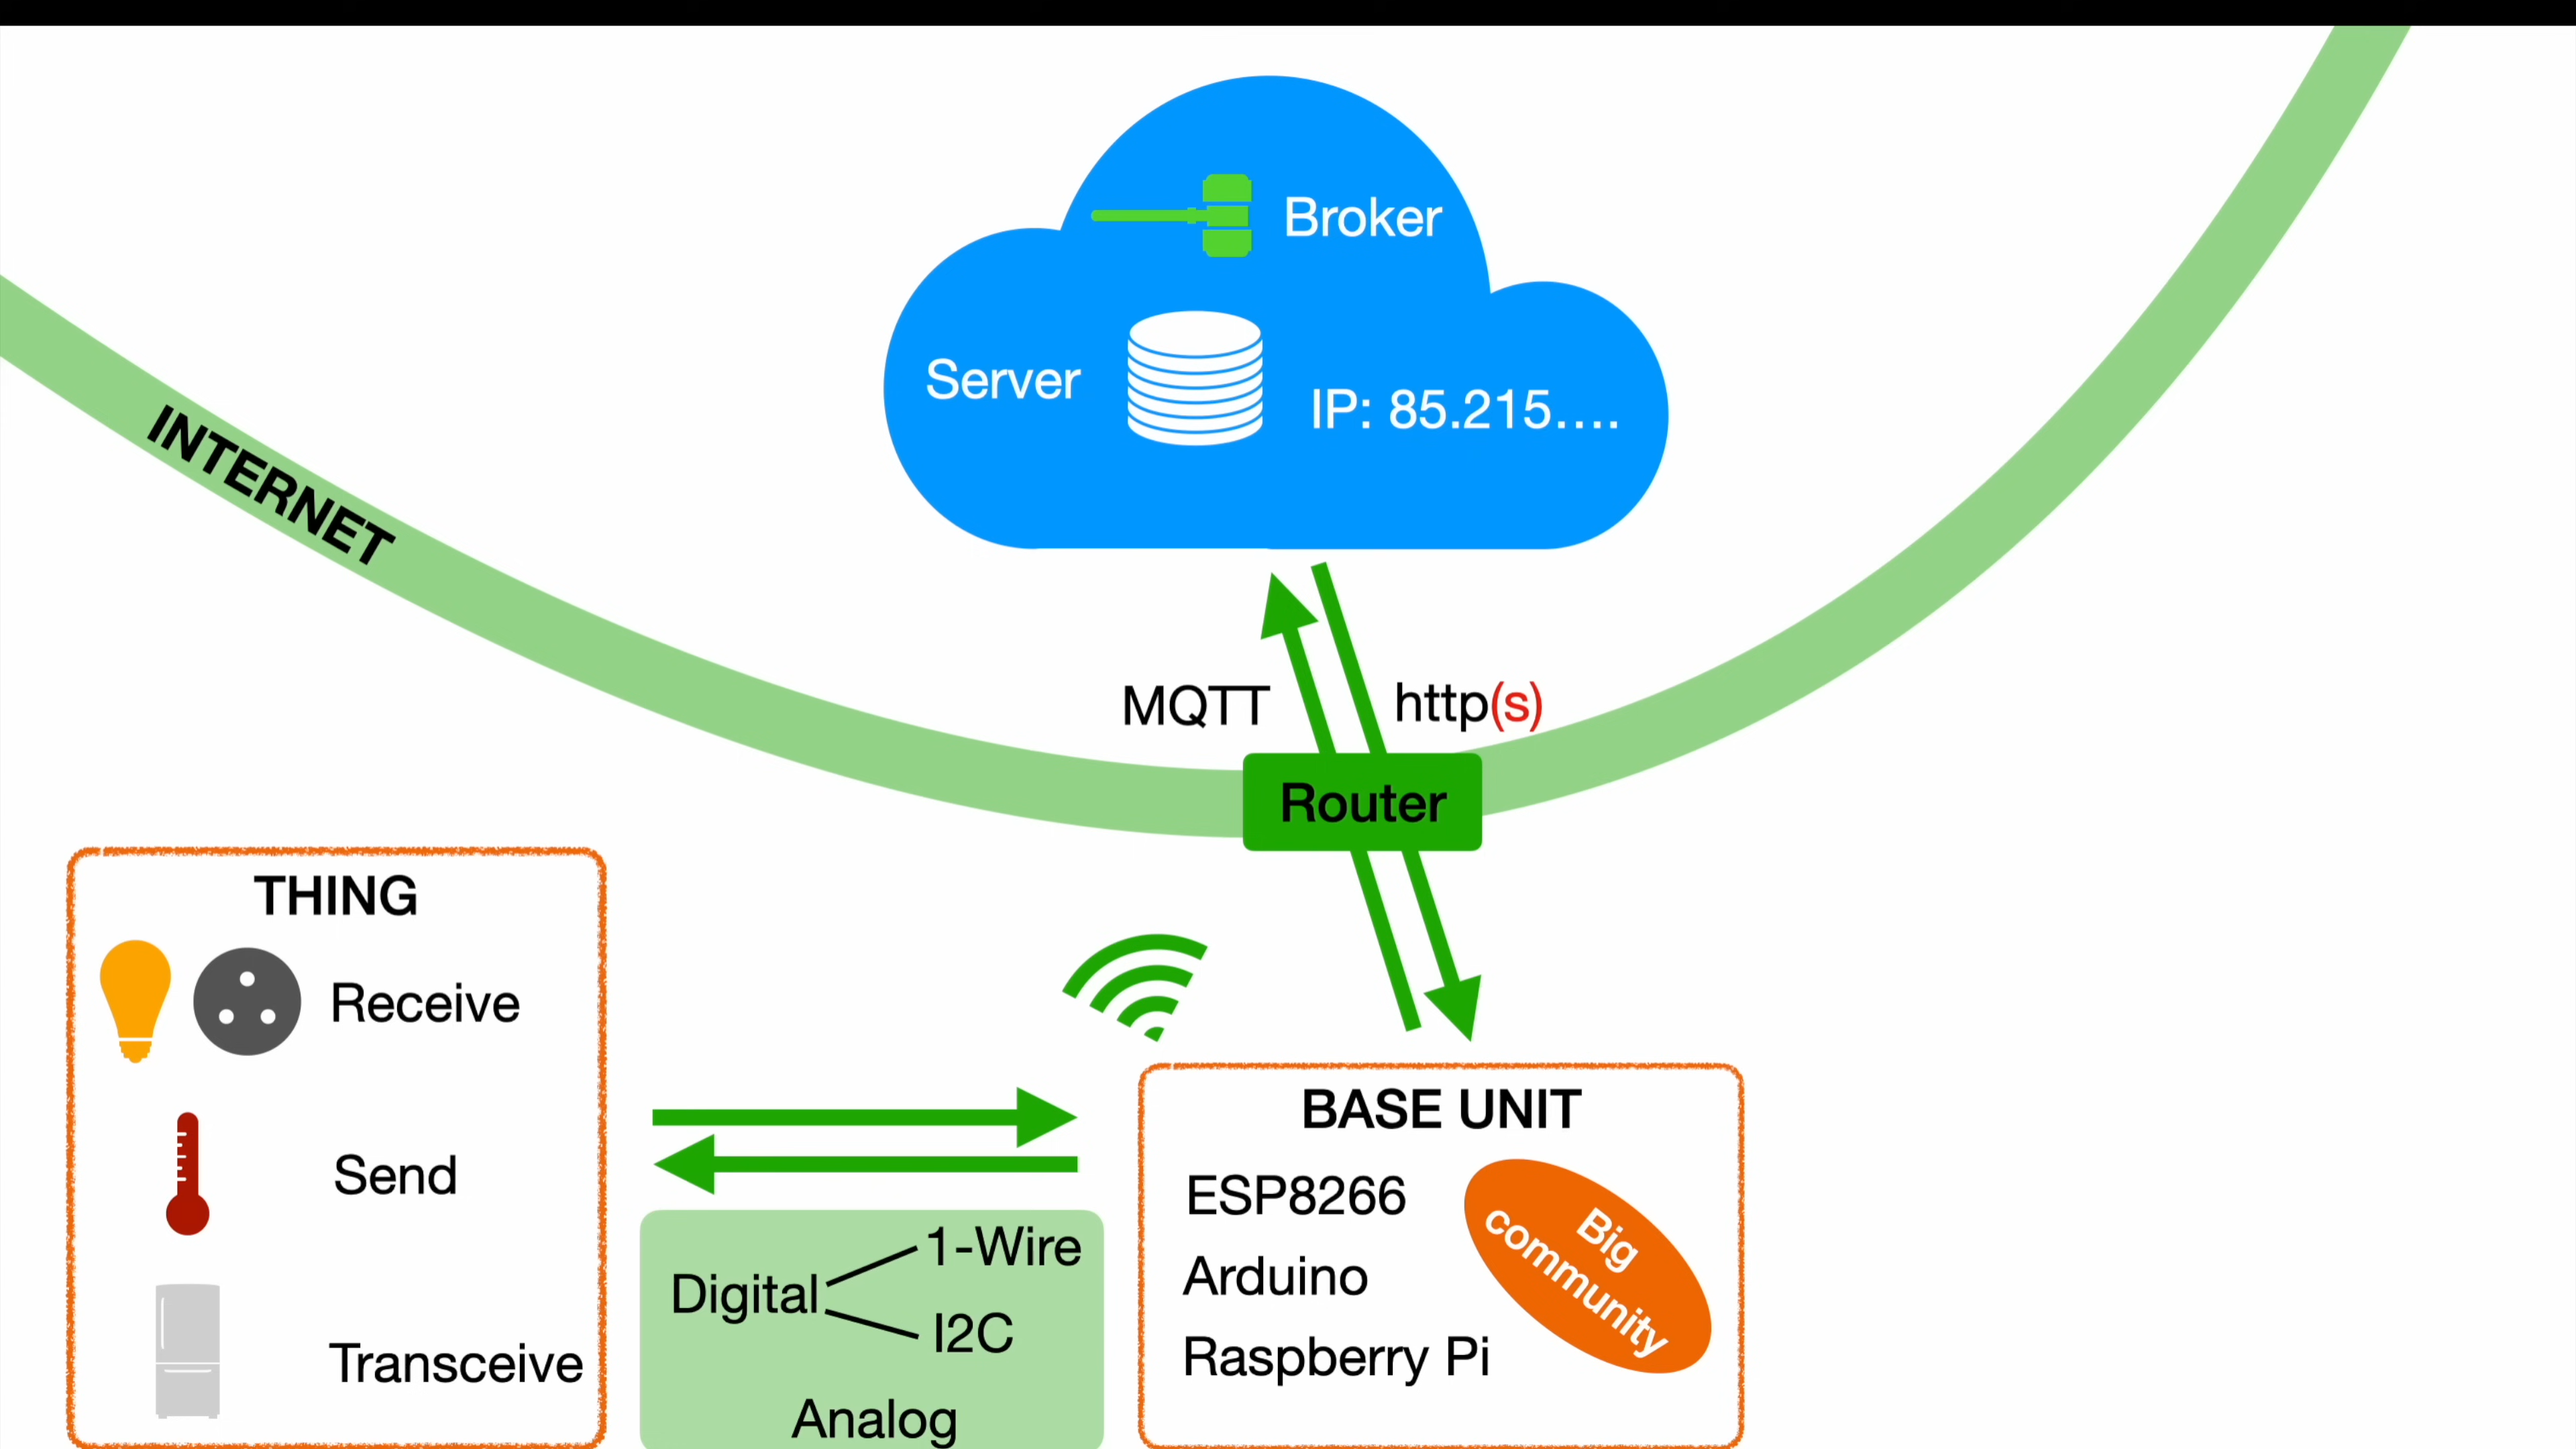 Broker
Server
IP: 85.215....
INTERNET
MQTT
http(s)
Router
THING
Receive
Send
Transceive
1-Wire
Digital
I2C
Analog
BASE UNIT
ESP8266
Arduino
Raspberry Pi
Big
community